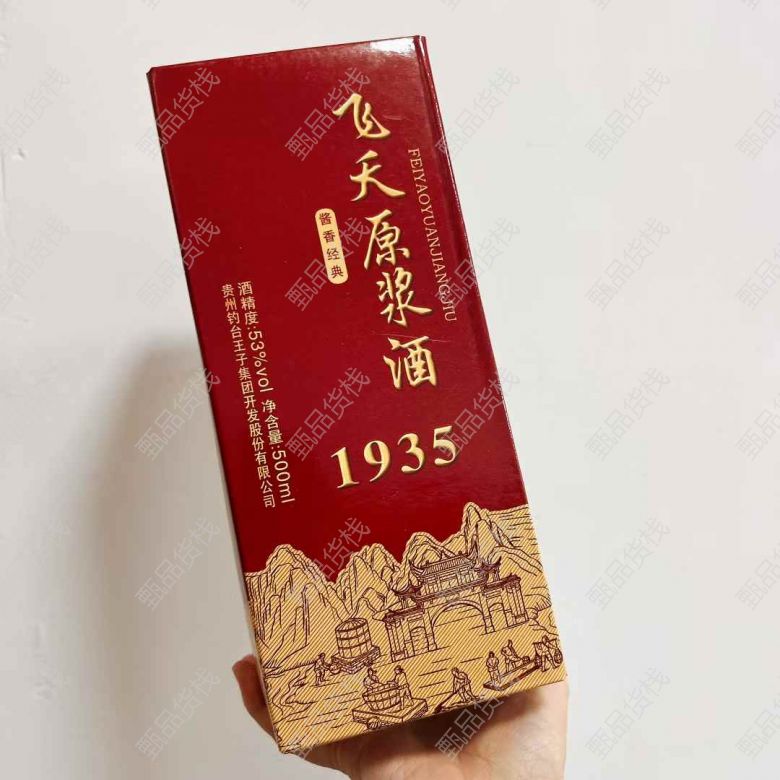 飞夭原浆酒
FEIYAOYUANJIANGJIU
酱香经典
酒精度:53%vol 净含量:500ml
贵州钓台王子集团开发股份有限公司
1935
甄品货栈